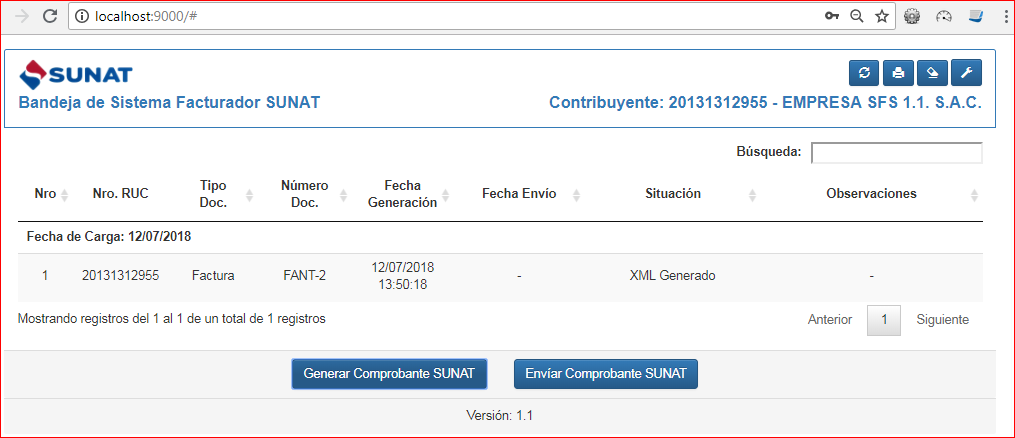 localhost:9000/#
SUNAT
Bandeja de Sistema Facturador SUNAT
Contribuyente: 20131312955 - EMPRESA SFS 1.1. S.A.C.
Búsqueda:
Nro Nro. RUC Tipo Doc. Número Doc. Fecha Generación Fecha Envío Situación Observaciones
Fecha de Carga: 12/07/2018
1 20131312955 Factura FANT-2 12/07/2018 13:50:18 - XML Generado -
Mostrando registros del 1 al 1 de un total de 1 registros
Anterior 1 Siguiente
Generar Comprobante SUNAT Envíar Comprobante SUNAT
Versión: 1.1